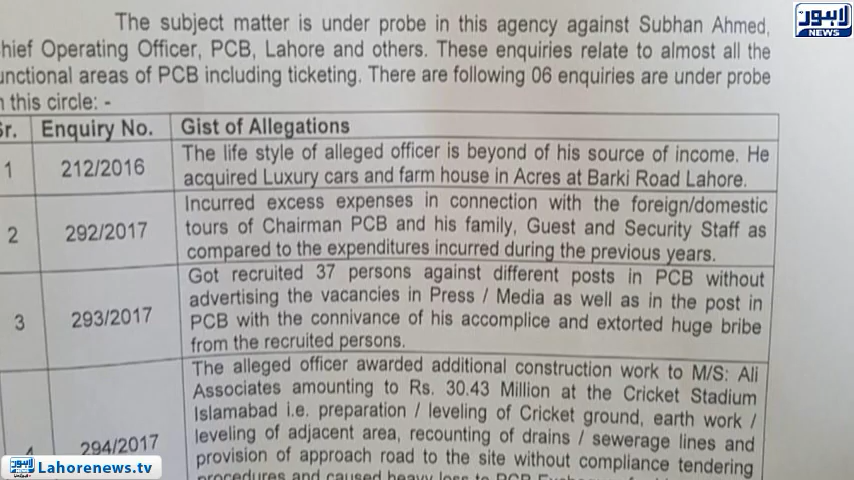 لاہور
NEWS
The subject matter is under probe in this agency against Subhan Ahmed,
hief Operating Officer, PCB, Lahore and others. These enquiries relate to almost all the
unctional areas of PCB including ticketing. There are following 06 enquiries are under probe
n this circle: -
Sr. Enquiry No. Gist of Allegations
1 212/2016 The life style of alleged officer is beyond of his source of income. He
acquired Luxury cars and farm house in Acres at Barki Road Lahore.
2 292/2017 Incurred excess expenses in connection with the foreign/domestic
tours of Chairman PCB and his family, Guest and Security Staff as
compared to the expenditures incurred during the previous years.
3 293/2017 Got recruited 37 persons against different posts in PCB without
advertising the vacancies in Press / Media as well as in the post in
PCB with the connivance of his accomplice and extorted huge bribe
from the recruited persons.
4 294/2017 The alleged officer awarded additional construction work to M/S: Ali
Associates amounting to Rs. 30.43 Million at the Cricket Stadium
Islamabad i.e. preparation / leveling of Cricket ground, earth work /
leveling of adjacent area, recounting of drains / sewerage lines and
provision of approach road to the site without compliance tendering
procedures and caused heavy loss to PCB
لاہور
Lahorenews.tv